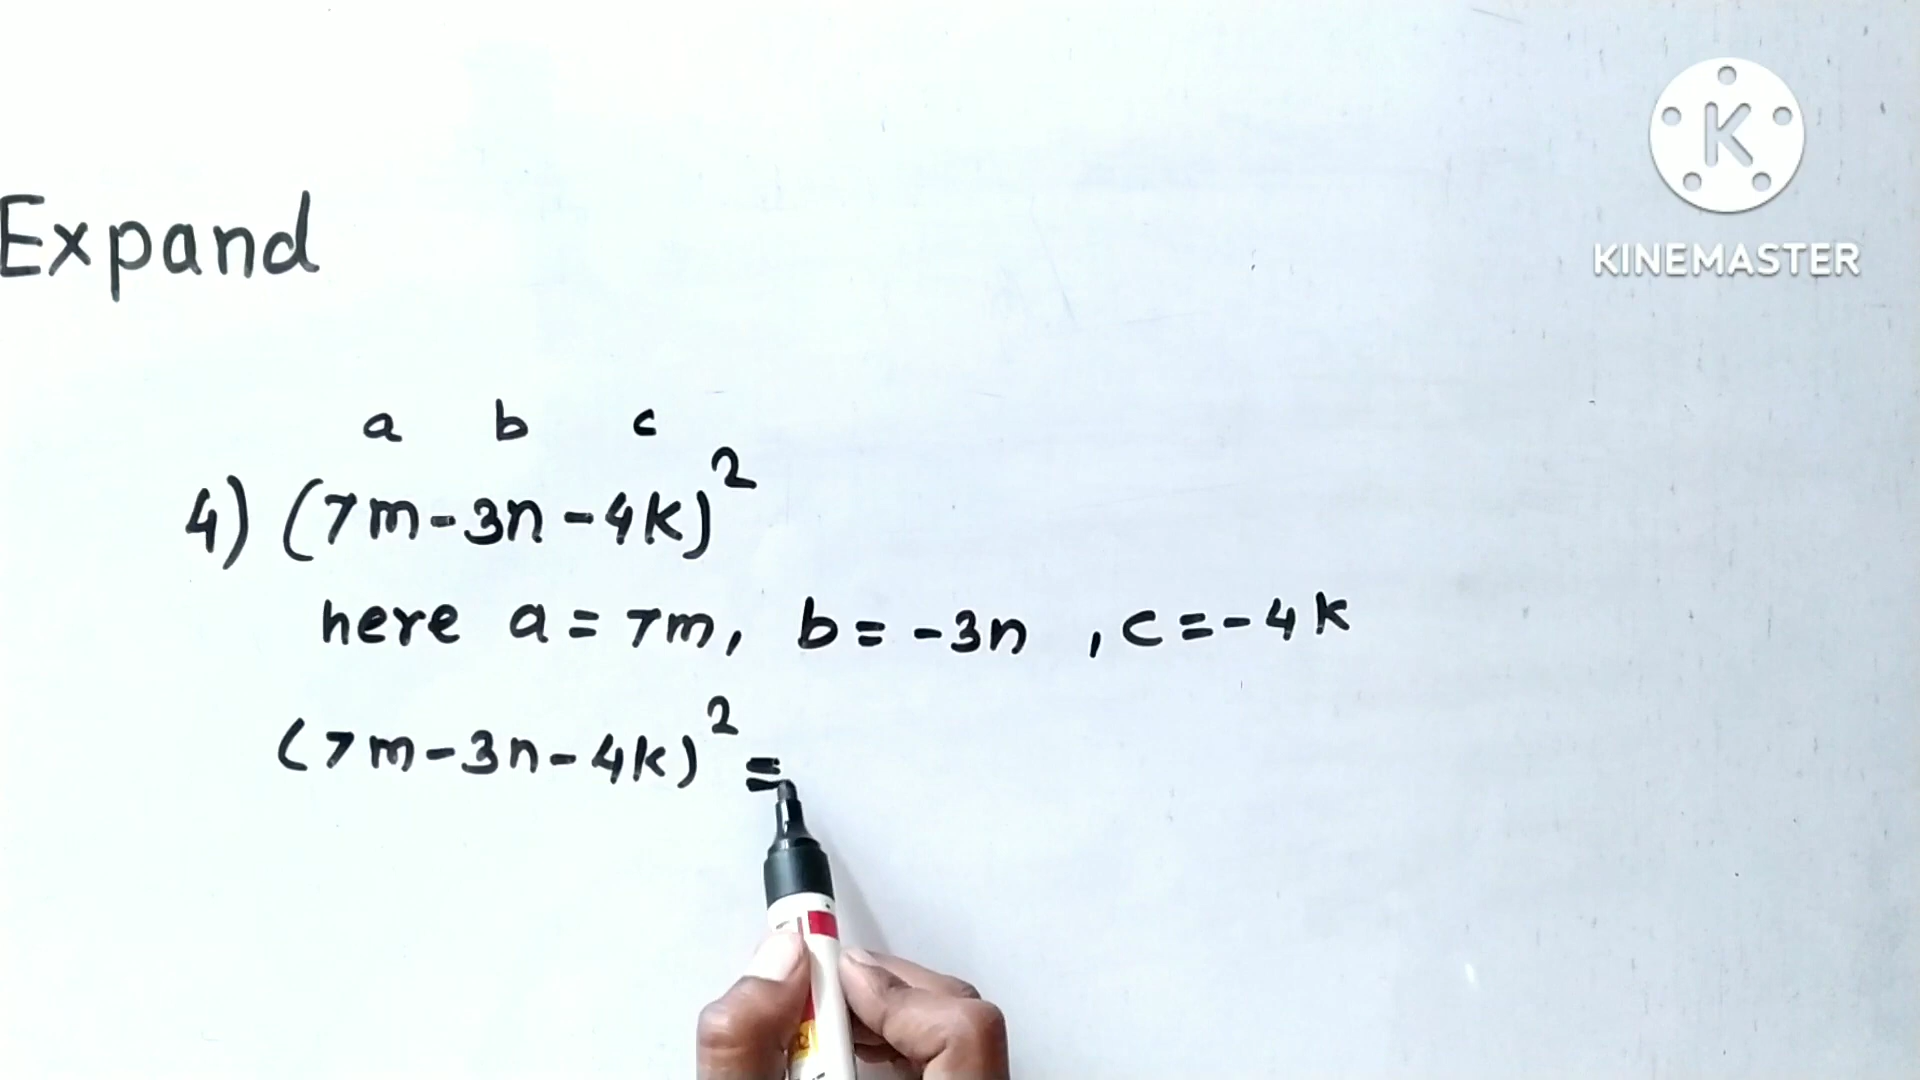 K
KINEMASTER
Expand
a b c
4) (7m-3n-4k)²
here a = 7m, b = -3n , c = -4k
(7m-3n-4k)² =